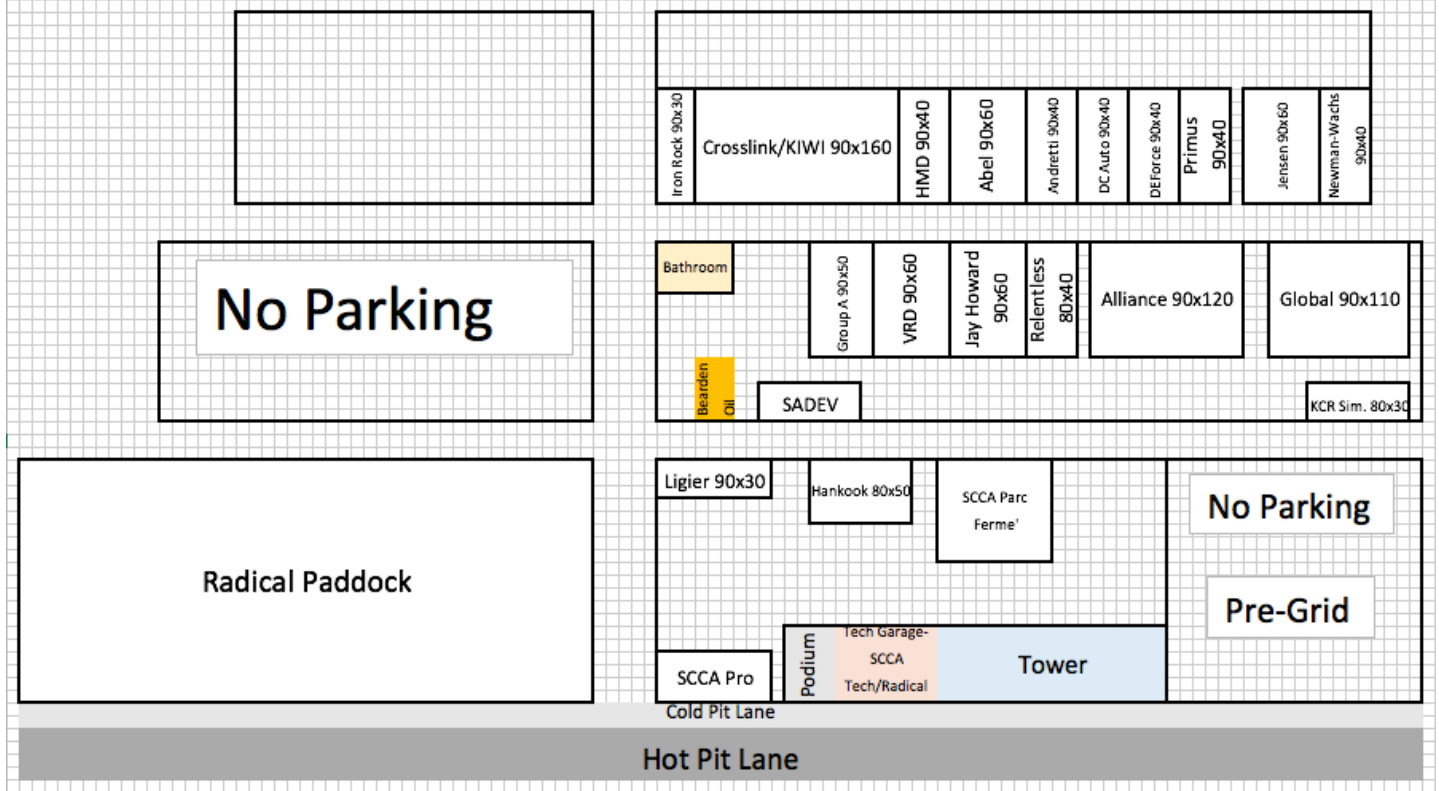 Iron Rock 90x30
Crosslink/KIWI 90x160
HMD 90x40
Abel 90x60
Andretti 90x40
DC Auto 90x40
DEForce 90x40
Primus
90x40
Jensen 90x60
Newman-Wachs
90x40
No Parking
Bathroom
Group A 90x50
VRD 90x60
Jay Howard
90x60
Relentless
80x40
Alliance 90x120
Global 90x110
Bearden
Oil
SADEV
KCR Sim. 80x30
Radical Paddock
Ligier 90x30
Hankook 80x50
SCCA Parc
Ferme'
No Parking
Pre-Grid
SCCA Pro
Podium
Tech Garage-
SCCA
Tech/Radical
Tower
Cold Pit Lane
Hot Pit Lane